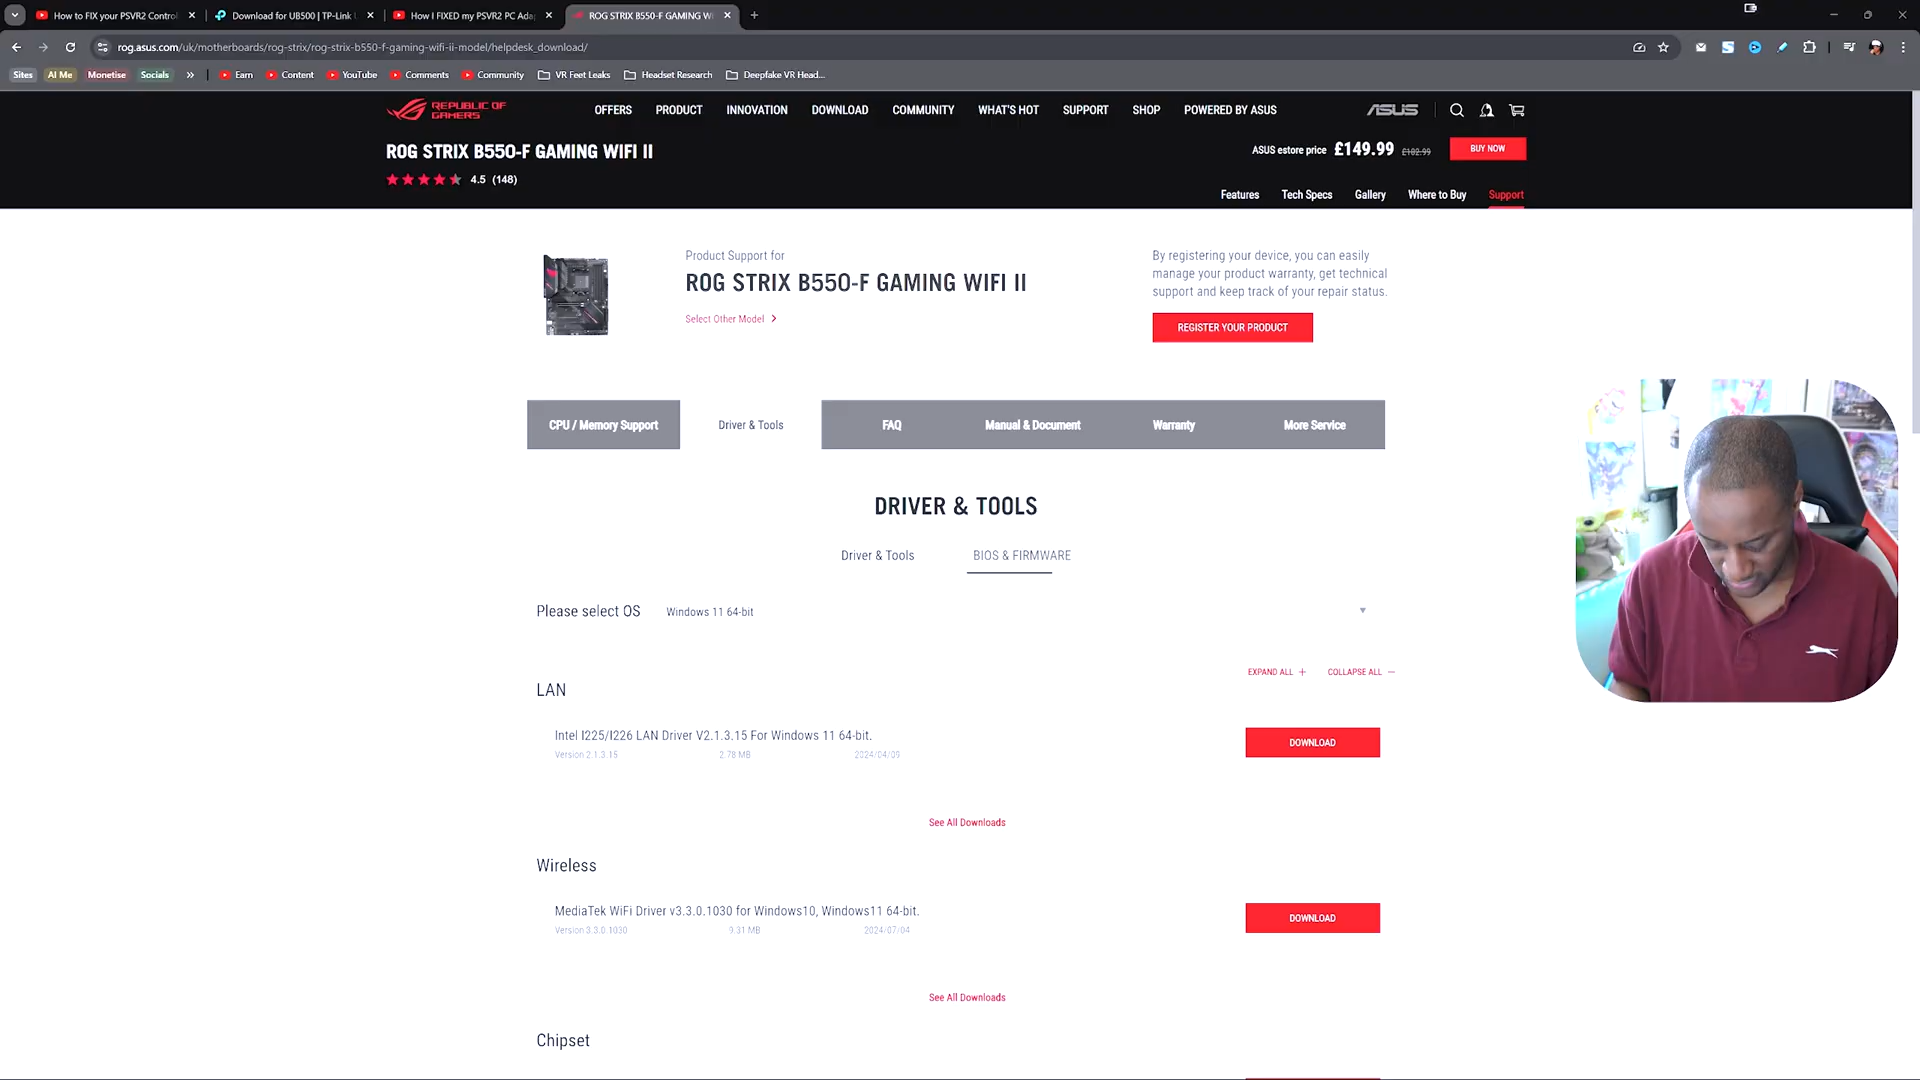 How to FIX your PSVR2 Control
Download for UB500 | TP-Link
How I FIXED my PSVR2 PC Ada
ROG STRIX B550-F GAMING WI
rog.asus.com/uk/motherboards/rog-strix/rog-strix-b550-f-gaming-wifi-ii-model/helpdesk_download/
Sites
AI Me
Monetise
Socials
»
Earn
Content
YouTube
Comments
Community
VR Feet Leaks
Headset Research
Deepfake VR Head...
REPUBLIC OF
GAMERS
OFFERS
PRODUCT
INNOVATION
DOWNLOAD
COMMUNITY
WHAT'S HOT
SUPPORT
SHOP
POWERED BY ASUS
ASUS
ROG STRIX B550-F GAMING WIFI II
ASUS estore price £149.99 £182.99
BUY NOW
4.5 (148)
Features
Tech Specs
Gallery
Where to Buy
Support
Product Support for
ROG STRIX B550-F GAMING WIFI II
Select Other Model
By registering your device, you can easily
manage your product warranty, get technical
support and keep track of your repair status.
REGISTER YOUR PRODUCT
CPU / Memory Support
Driver & Tools
FAQ
Manual & Document
Warranty
More Service
DRIVER & TOOLS
Driver & Tools
BIOS & FIRMWARE
Please select OS
Windows 11 64-bit
EXPAND ALL +
COLLAPSE ALL −
LAN
Intel I225/I226 LAN Driver V2.1.3.15 For Windows 11 64-bit.
Version 2.1.3.15
2.78 MB
2024/04/09
DOWNLOAD
See All Downloads
Wireless
MediaTek WiFi Driver v3.3.0.1030 for Windows10, Windows11 64-bit.
Version 3.3.0.1030
9.31 MB
2024/07/04
DOWNLOAD
See All Downloads
Chipset